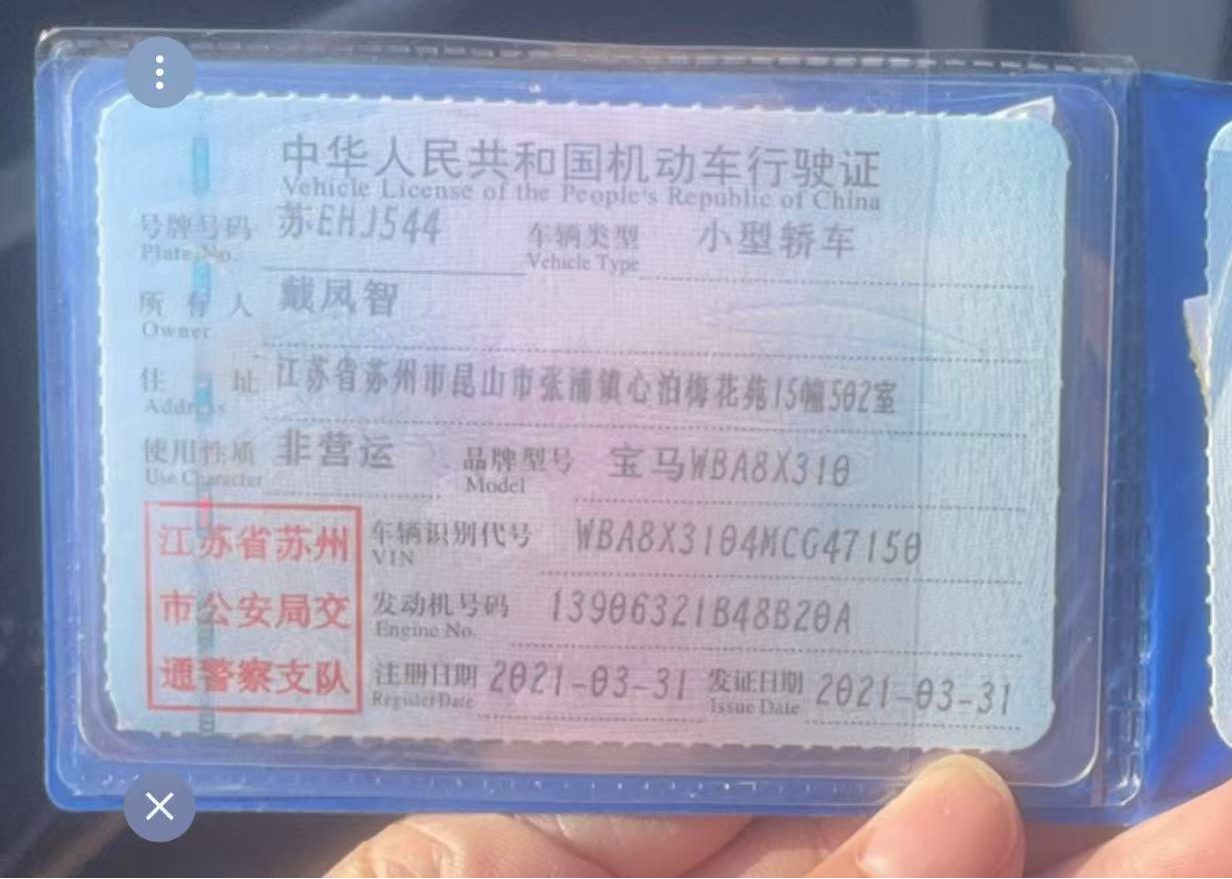 中华人民共和国机动车行驶证
Vehicle License of the People's Republic of China
号牌号码 苏EHJ544 车辆类型 小型轿车
Plate No. Vehicle Type
所有人 戴凤智
Owner
住址 江苏省苏州市昆山市张浦镇心泊梅花苑15幢502室
Address
使用性质 非营运 品牌型号 宝马WBA8X310
Use Character Model
江苏省苏州 车辆识别代号 WBA8X3104MCG47150
VIN
市公安局交 发动机号码 13906321B48B20A
Engine No.
通警察支队 注册日期 2021-03-31 发证日期 2021-03-31
Register Date Issue Date